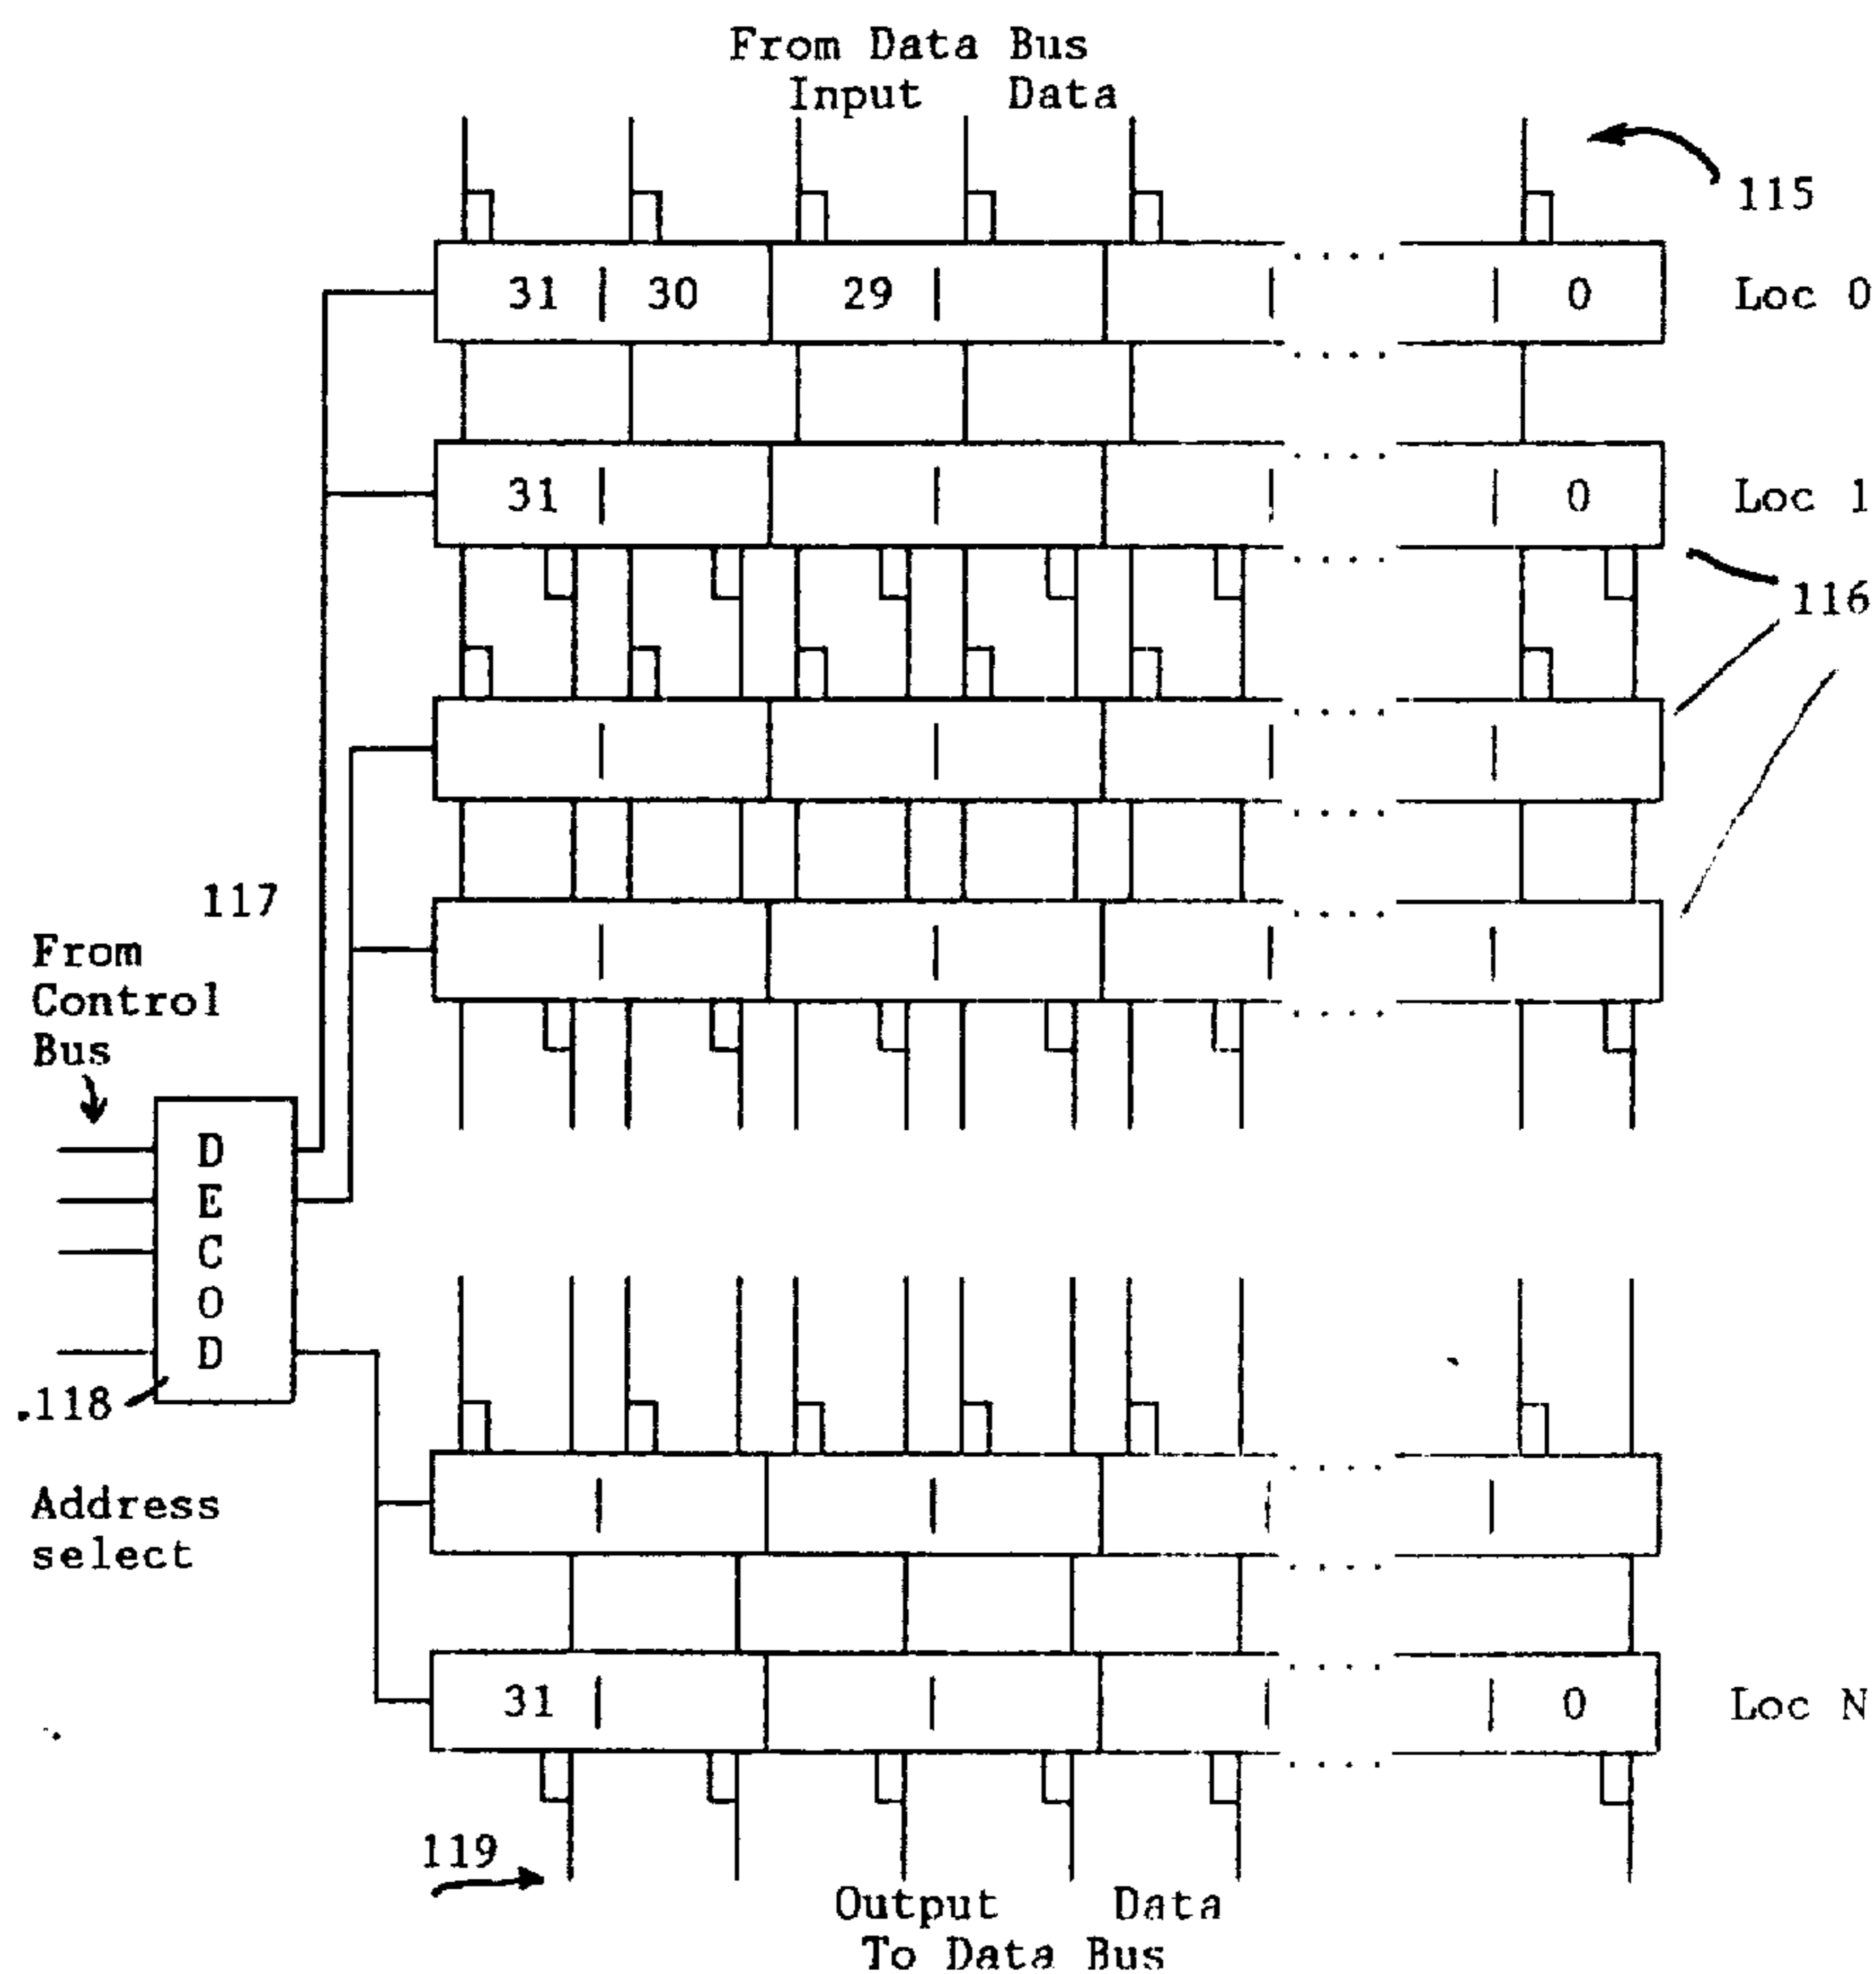 From Data Bus
Input Data
115
31 30 29 0 Loc 0
31 0 Loc 1
116
117
From
Control
Bus
D
E
C
O
D
118
Address
select
31 0 Loc N
119
Output Data
To Data Bus